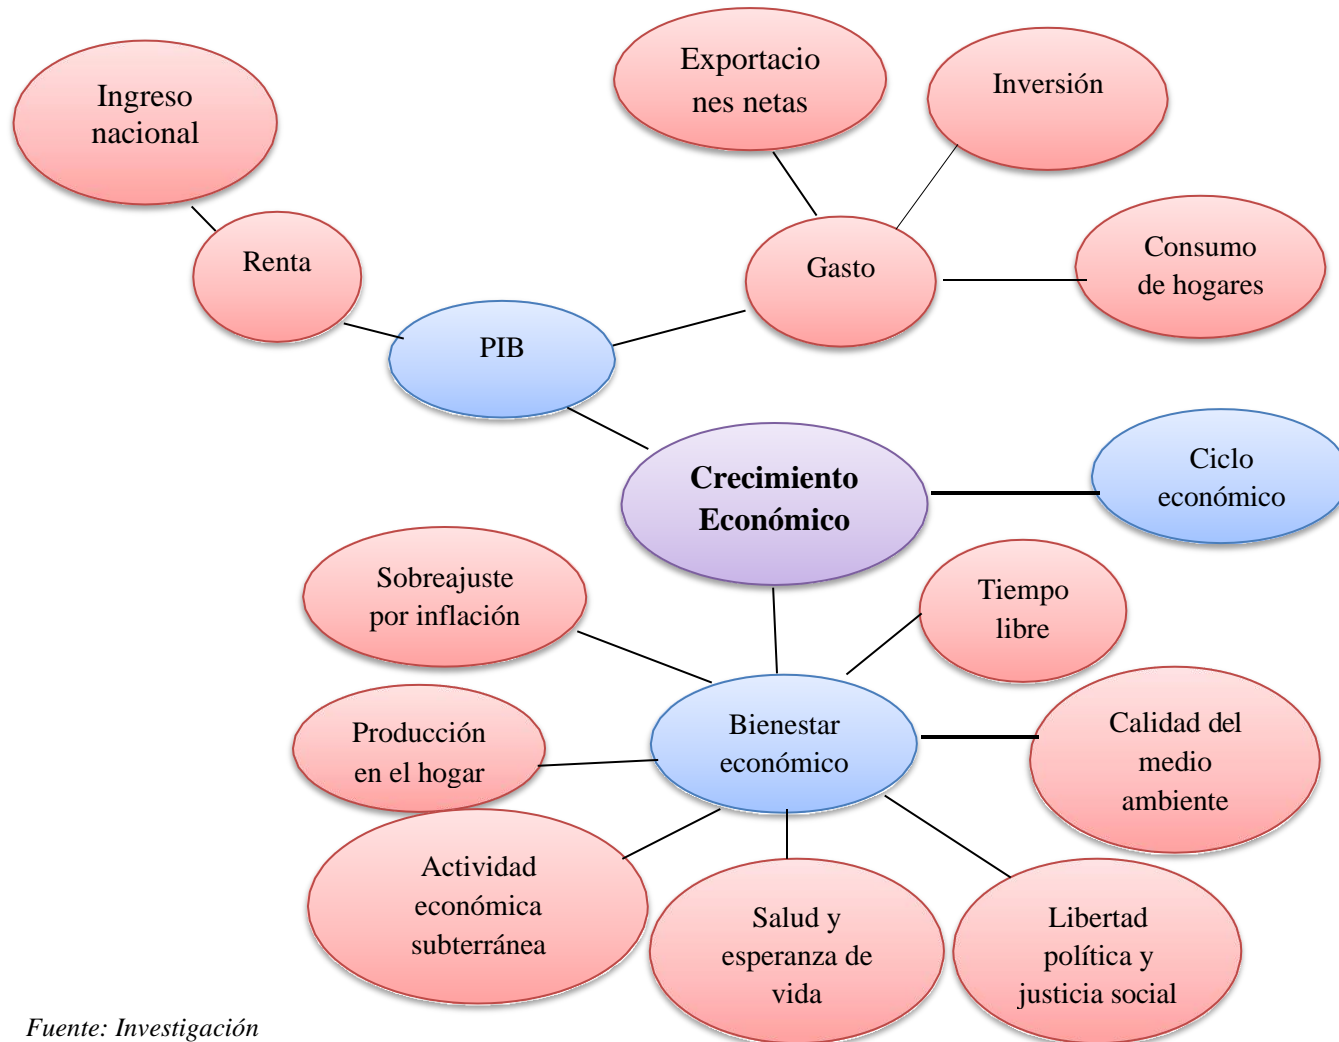 Ingreso
nacional
Exportacio
nes netas
Inversión
Renta
Gasto
Consumo
de hogares
PIB
Crecimiento
Económico
Ciclo
económico
Sobreajuste
por inflación
Tiempo
libre
Producción
en el hogar
Bienestar
económico
Calidad del
medio
ambiente
Actividad
económica
subterránea
Salud y
esperanza de
vida
Libertad
política y
justicia social
Fuente: Investigación